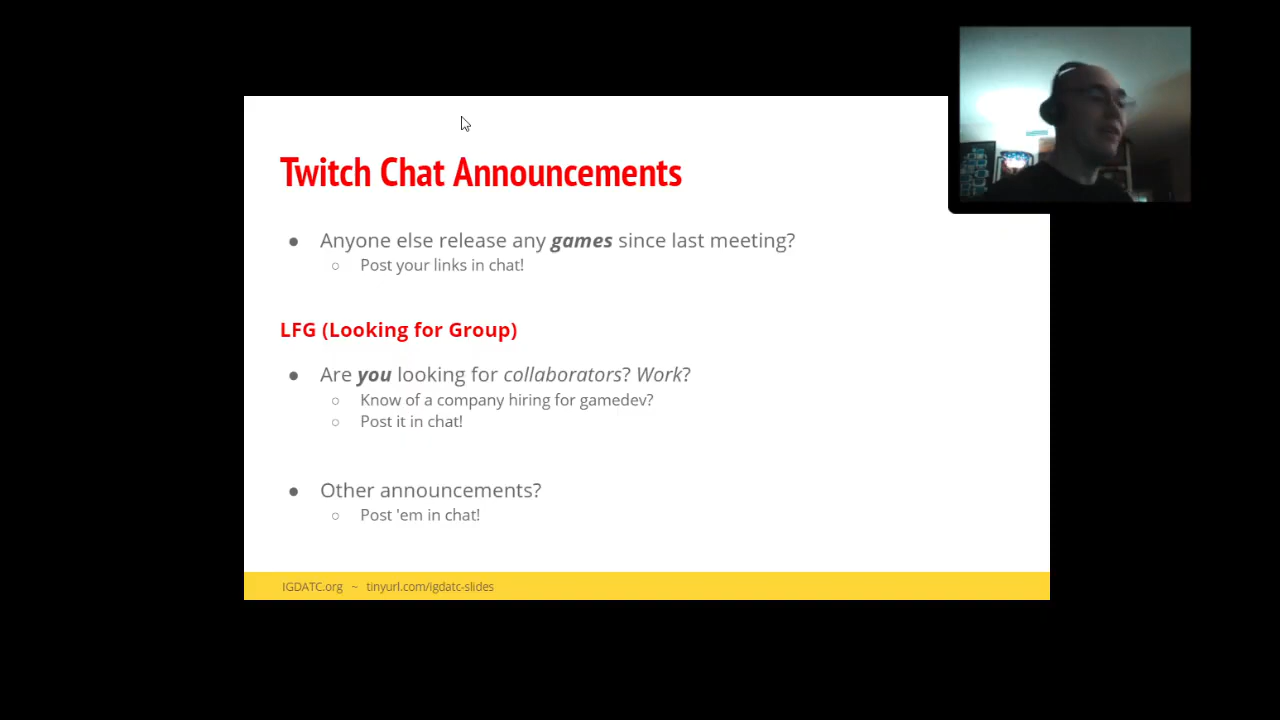 Twitch Chat Announcements
● Anyone else release any games since last meeting?
○ Post your links in chat!
LFG (Looking for Group)
● Are you looking for collaborators? Work?
○ Know of a company hiring for gamedev?
○ Post it in chat!
● Other announcements?
○ Post 'em in chat!
IGDATC.org ~ tinyurl.com/igdatc-slides